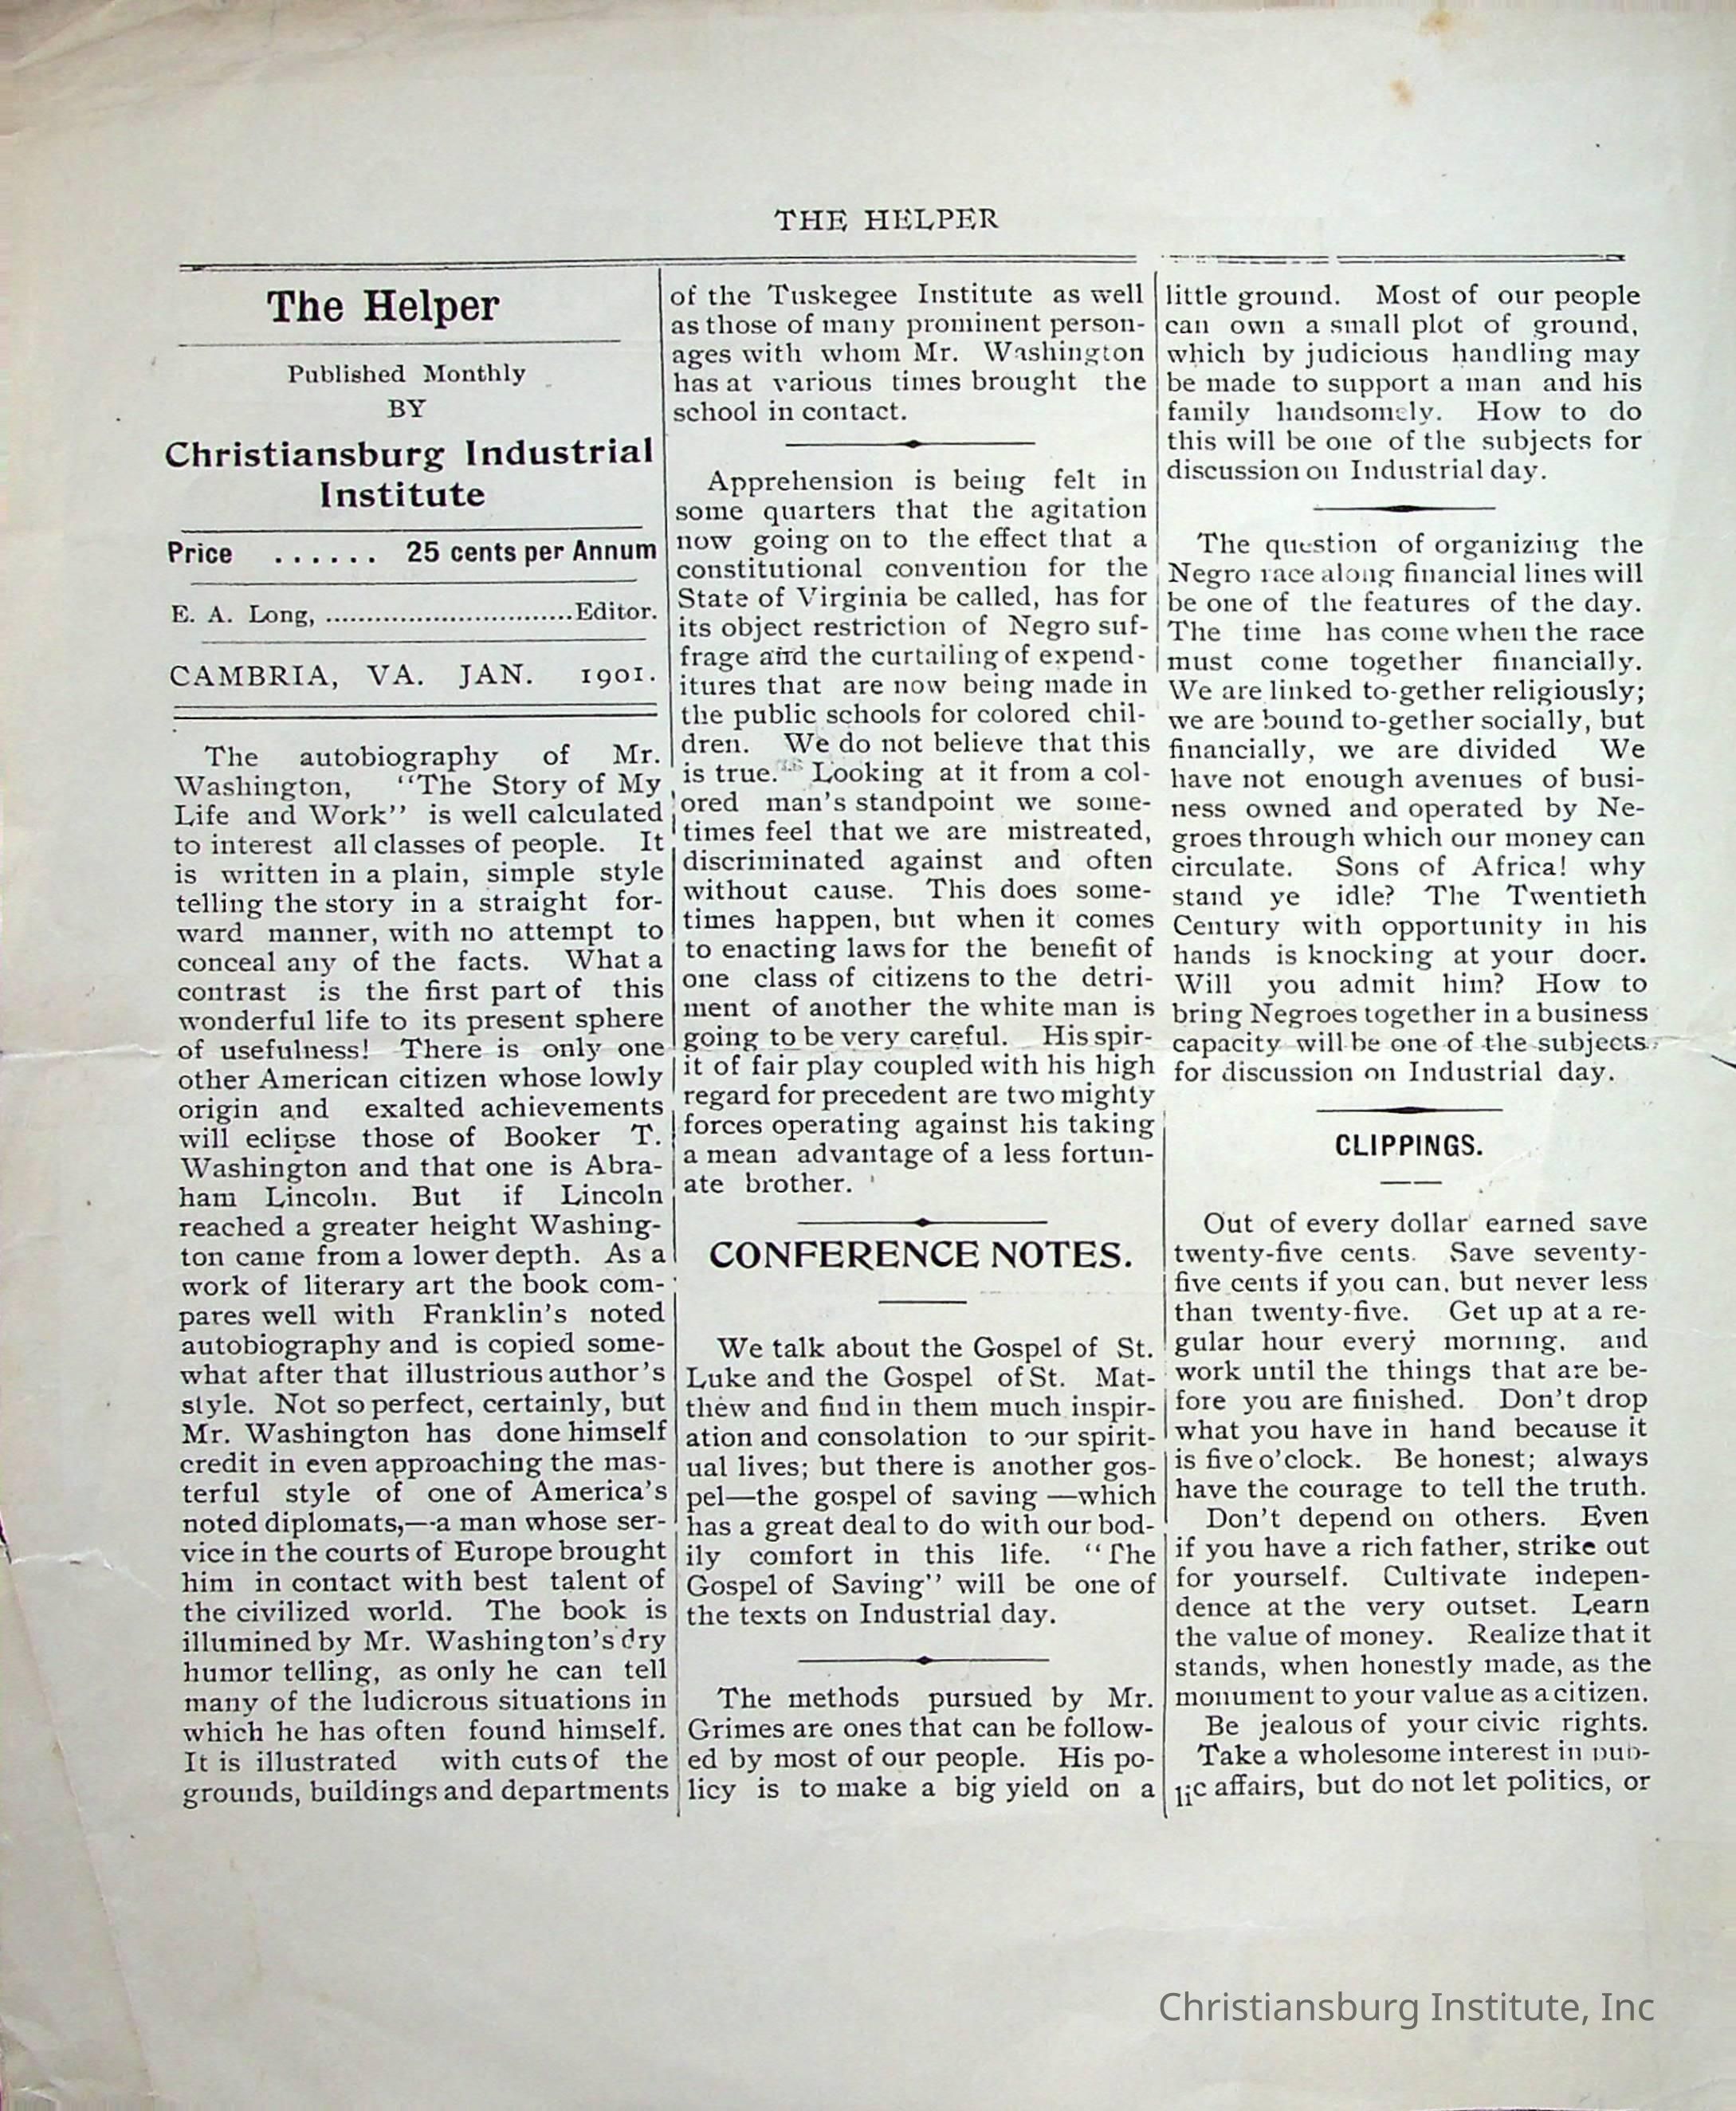 THE HELPER
The Helper
Published Monthly
BY
Christiansburg Industrial
Institute
Price ...... 25 cents per Annum
E. A. Long, ..............................Editor.
CAMBRIA, VA. JAN. 1901.
The autobiography of Mr.
Washington, "The Story of My
Life and Work" is well calculated
to interest all classes of people. It
is written in a plain, simple style
telling the story in a straight for-
ward manner, with no attempt to
conceal any of the facts. What a
contrast is the first part of this
wonderful life to its present sphere
of usefulness! There is only one
other American citizen whose lowly
origin and exalted achievements
will eclipse those of Booker T.
Washington and that one is Abra-
ham Lincoln. But if Lincoln
reached a greater height Washing-
ton came from a lower depth. As a
work of literary art the book com-
pares well with Franklin's noted
autobiography and is copied some-
what after that illustrious author's
style. Not so perfect, certainly, but
Mr. Washington has done himself
credit in even approaching the mas-
terful style of one of America's
noted diplomats,—-a man whose ser-
vice in the courts of Europe brought
him in contact with best talent of
the civilized world. The book is
illumined by Mr. Washington's dry
humor telling, as only he can tell
many of the ludicrous situations in
which he has often found himself.
It is illustrated with cuts of the
grounds, buildings and departments
of the Tuskegee Institute as well
as those of many prominent person-
ages with whom Mr. Washington
has at various times brought the
school in contact.
Apprehension is being felt in
some quarters that the agitation
now going on to the effect that a
constitutional convention for the
State of Virginia be called, has for
its object restriction of Negro suf-
frage and the curtailing of expend-
itures that are now being made in
the public schools for colored chil-
dren. We do not believe that this
is true. Looking at it from a col-
ored man's standpoint we some-
times feel that we are mistreated,
discriminated against and often
without cause. This does some-
times happen, but when it comes
to enacting laws for the benefit of
one class of citizens to the detri-
ment of another the white man is
going to be very careful. His spir-
it of fair play coupled with his high
regard for precedent are two mighty
forces operating against his taking
a mean advantage of a less fortun-
ate brother.
CONFERENCE NOTES.
We talk about the Gospel of St.
Luke and the Gospel of St. Mat-
thew and find in them much inspir-
ation and consolation to our spirit-
ual lives; but there is another gos-
pel—the gospel of saving —which
has a great deal to do with our bod-
ily comfort in this life. "The
Gospel of Saving" will be one of
the texts on Industrial day.
The methods pursued by Mr.
Grimes are ones that can be follow-
ed by most of our people. His po-
licy is to make a big yield on a
little ground. Most of our people
can own a small plot of ground,
which by judicious handling may
be made to support a man and his
family handsomely. How to do
this will be one of the subjects for
discussion on Industrial day.
The question of organizing the
Negro race along financial lines will
be one of the features of the day.
The time has come when the race
must come together financially.
We are linked to-gether religiously;
we are bound to-gether socially, but
financially, we are divided We
have not enough avenues of busi-
ness owned and operated by Ne-
groes through which our money can
circulate. Sons of Africa! why
stand ye idle? The Twentieth
Century with opportunity in his
hands is knocking at your door.
Will you admit him? How to
bring Negroes together in a business
capacity will be one of the subjects
for discussion on Industrial day.
CLIPPINGS.
Out of every dollar earned save
twenty-five cents. Save seventy-
five cents if you can, but never less
than twenty-five. Get up at a re-
gular hour every morning, and
work until the things that are be-
fore you are finished. Don't drop
what you have in hand because it
is five o'clock. Be honest; always
have the courage to tell the truth.
Don't depend on others. Even
if you have a rich father, strike out
for yourself. Cultivate indepen-
dence at the very outset. Learn
the value of money. Realize that it
stands, when honestly made, as the
monument to your value as a citizen.
Be jealous of your civic rights.
Take a wholesome interest in pub-
lic affairs, but do not let politics, or
Christiansburg Institute, Inc